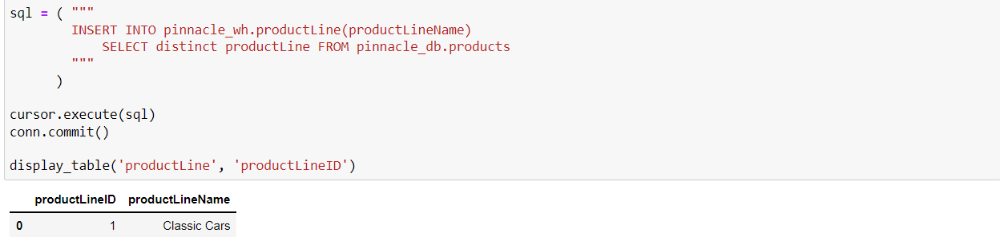 sql = ( """
INSERT INTO pinnacle_wh.productLine(productLineName)
SELECT distinct productLine FROM pinnacle_db.products
"""
)
cursor.execute(sql)
conn.commit()
display_table('productLine', 'productLineID')
productLineID productLineName
0 1 Classic Cars